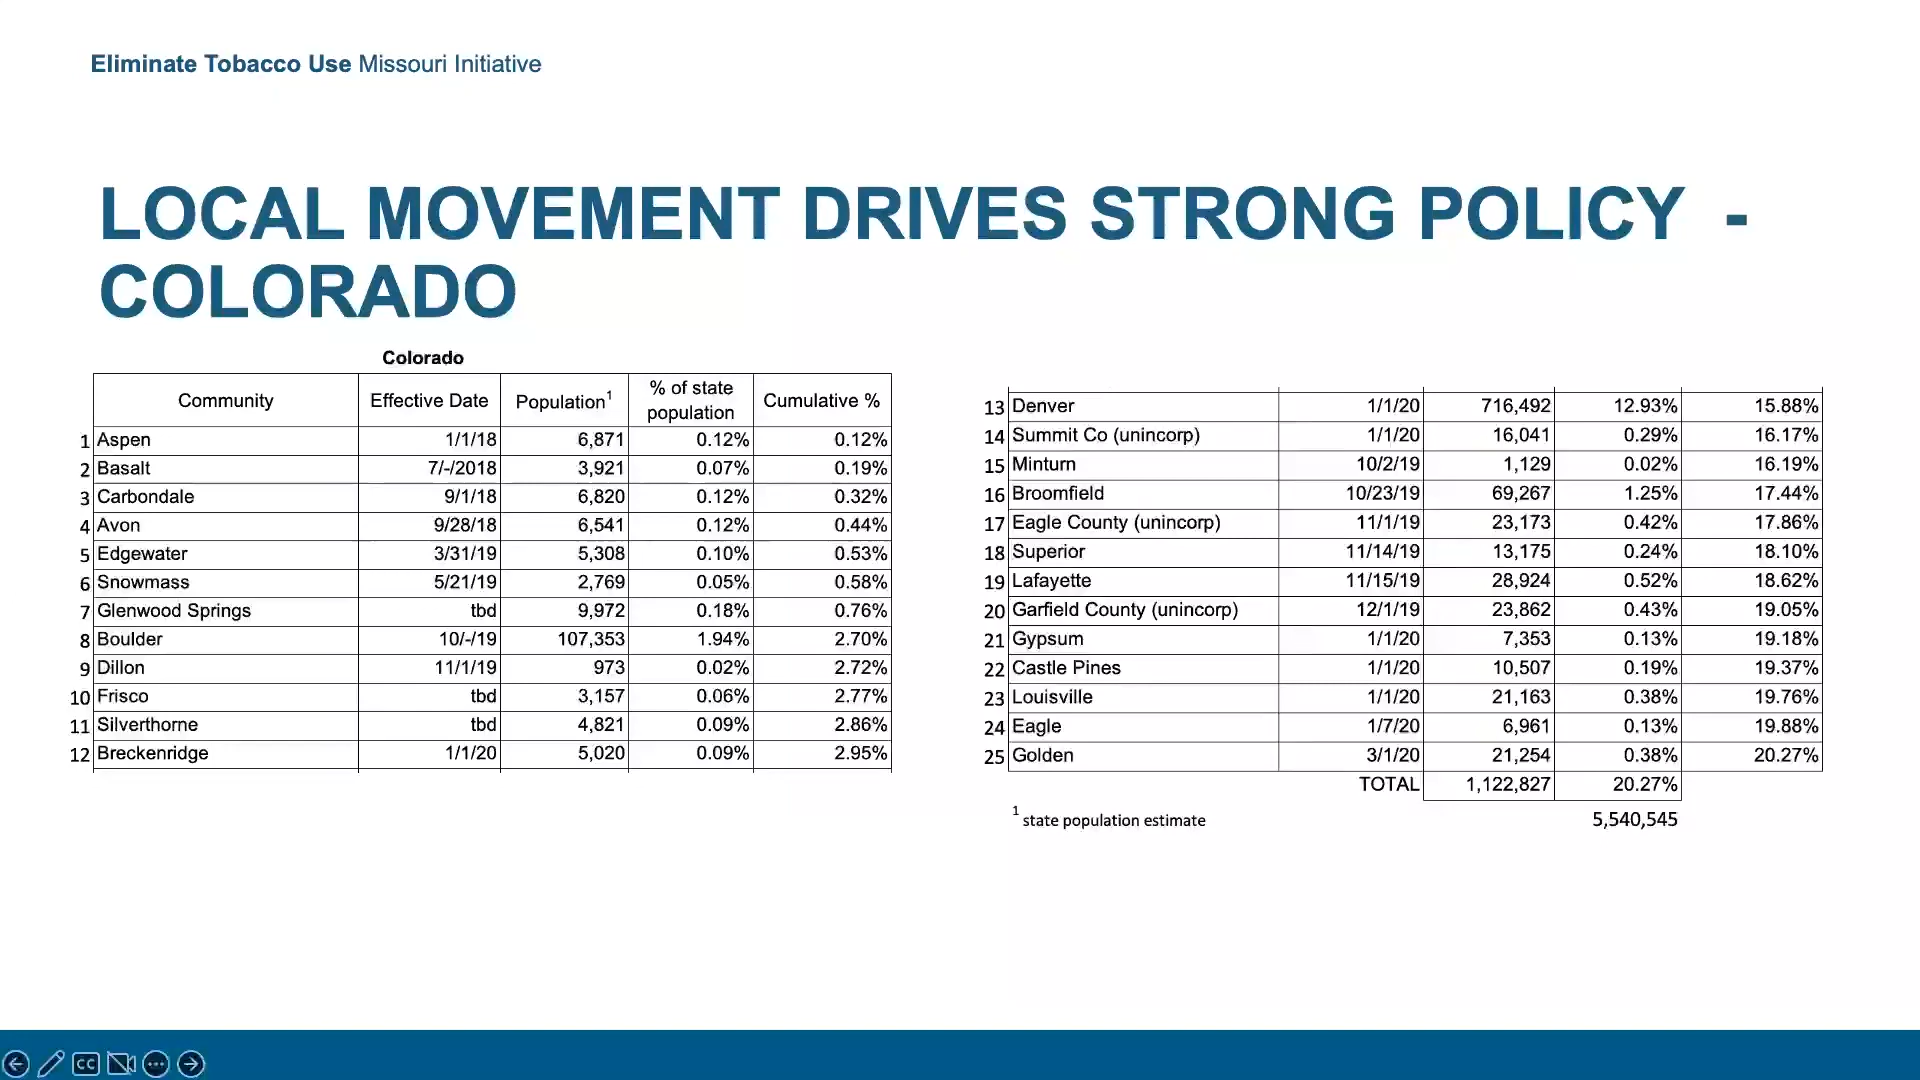 Eliminate Tobacco Use Missouri Initiative
LOCAL MOVEMENT DRIVES STRONG POLICY -
COLORADO
Colorado
Community Effective Date Population1 % of state population Cumulative %
1 Aspen 1/1/18 6,871 0.12% 0.12%
2 Basalt 7/-/2018 3,921 0.07% 0.19%
3 Carbondale 9/1/18 6,820 0.12% 0.32%
4 Avon 9/28/18 6,541 0.12% 0.44%
5 Edgewater 3/31/19 5,308 0.10% 0.53%
6 Snowmass 5/21/19 2,769 0.05% 0.58%
7 Glenwood Springs tbd 9,972 0.18% 0.76%
8 Boulder 10/-/19 107,353 1.94% 2.70%
9 Dillon 11/1/19 973 0.02% 2.72%
10 Frisco tbd 3,157 0.06% 2.77%
11 Silverthorne tbd 4,821 0.09% 2.86%
12 Breckenridge 1/1/20 5,020 0.09% 2.95%
13 Denver 1/1/20 716,492 12.93% 15.88%
14 Summit Co (unincorp) 1/1/20 16,041 0.29% 16.17%
15 Minturn 10/2/19 1,129 0.02% 16.19%
16 Broomfield 10/23/19 69,267 1.25% 17.44%
17 Eagle County (unincorp) 11/1/19 23,173 0.42% 17.86%
18 Superior 11/14/19 13,175 0.24% 18.10%
19 Lafayette 11/15/19 28,924 0.52% 18.62%
20 Garfield County (unincorp) 12/1/19 23,862 0.43% 19.05%
21 Gypsum 1/1/20 7,353 0.13% 19.18%
22 Castle Pines 1/1/20 10,507 0.19% 19.37%
23 Louisville 1/1/20 21,163 0.38% 19.76%
24 Eagle 1/7/20 6,961 0.13% 19.88%
25 Golden 3/1/20 21,254 0.38% 20.27%
TOTAL 1,122,827 20.27%
1 state population estimate 5,540,545
CC